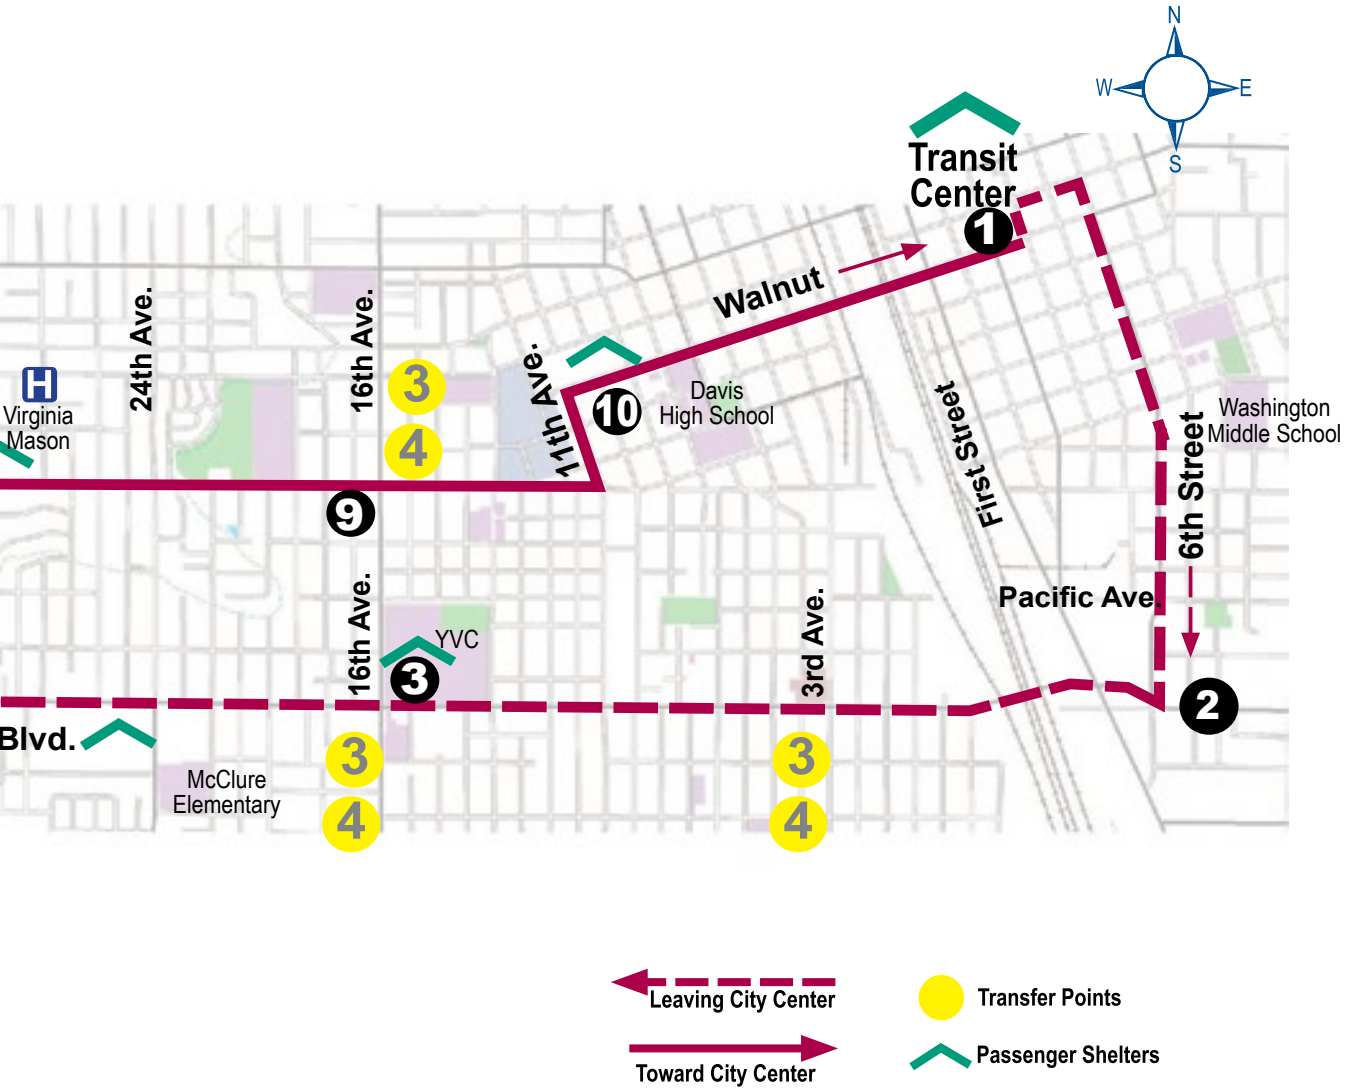 N
W
E
S
Transit
Center
1
Walnut
24th Ave.
16th Ave.
11th Ave.
H
Virginia
Mason
3
4
10
Davis
High School
First Street
6th Street
Washington
Middle School
9
16th Ave.
YVC
3
3rd Ave.
Pacific Ave.
2
Blvd.
McClure
Elementary
3
4
3
4
Leaving City Center
Transfer Points
Toward City Center
Passenger Shelters